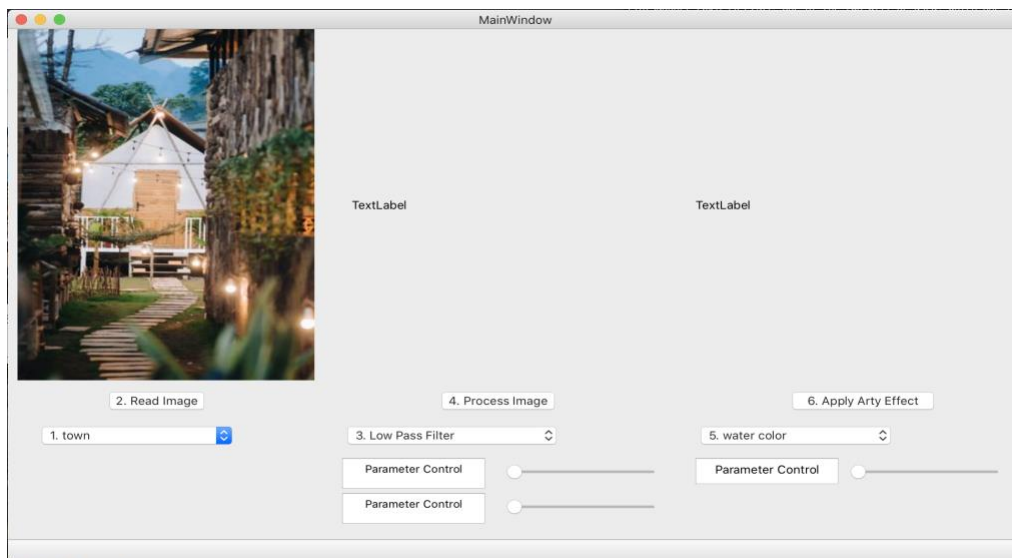 MainWindow
TextLabel
TextLabel
2. Read Image
4. Process Image
6. Apply Arty Effect
1. town
3. Low Pass Filter
5. water color
Parameter Control
Parameter Control
Parameter Control